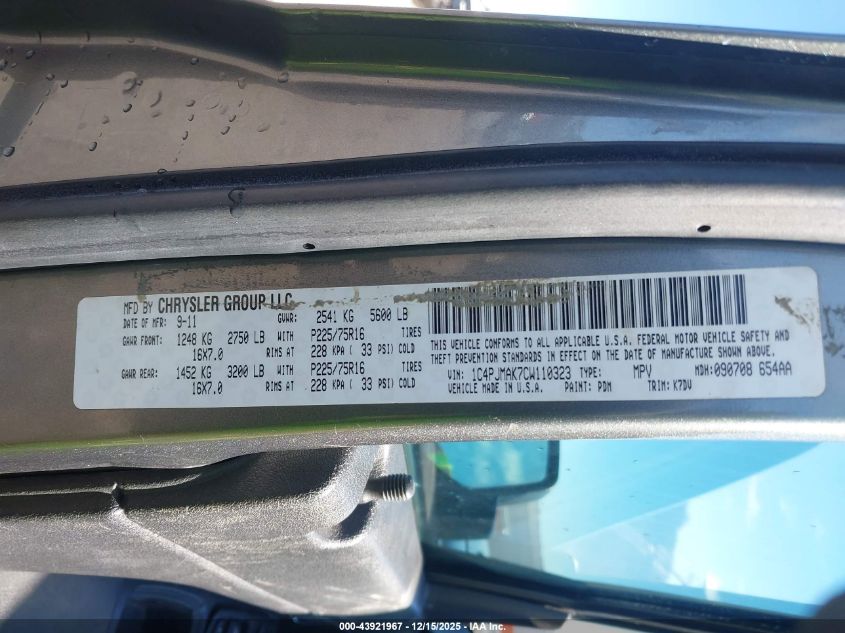 MFD BY CHRYSLER GROUP LLC
DATE OF MFR: 9-11 GVWR: 2541 KG 5600 LB
GAWR FRONT: 1248 KG 2750 LB WITH P225/75R16 TIRES
16X7.0 RIMS AT 228 KPA ( 33 PSI) COLD
GAWR REAR: 1452 KG 3200 LB WITH P225/75R16 TIRES
16X7.0 RIMS AT 228 KPA ( 33 PSI) COLD
THIS VEHICLE CONFORMS TO ALL APPLICABLE U.S.A. FEDERAL MOTOR VEHICLE SAFETY AND
THEFT PREVENTION STANDARDS IN EFFECT ON THE DATE OF MANUFACTURE SHOWN ABOVE.
VIN: 1C4PJMAK7CW110323 TYPE: MPV MDH: 090708 654AA
VEHICLE MADE IN U.S.A. PAINT: PDM TRIM: K7DV
000-43921967 - 12/15/2025 - IAA Inc.